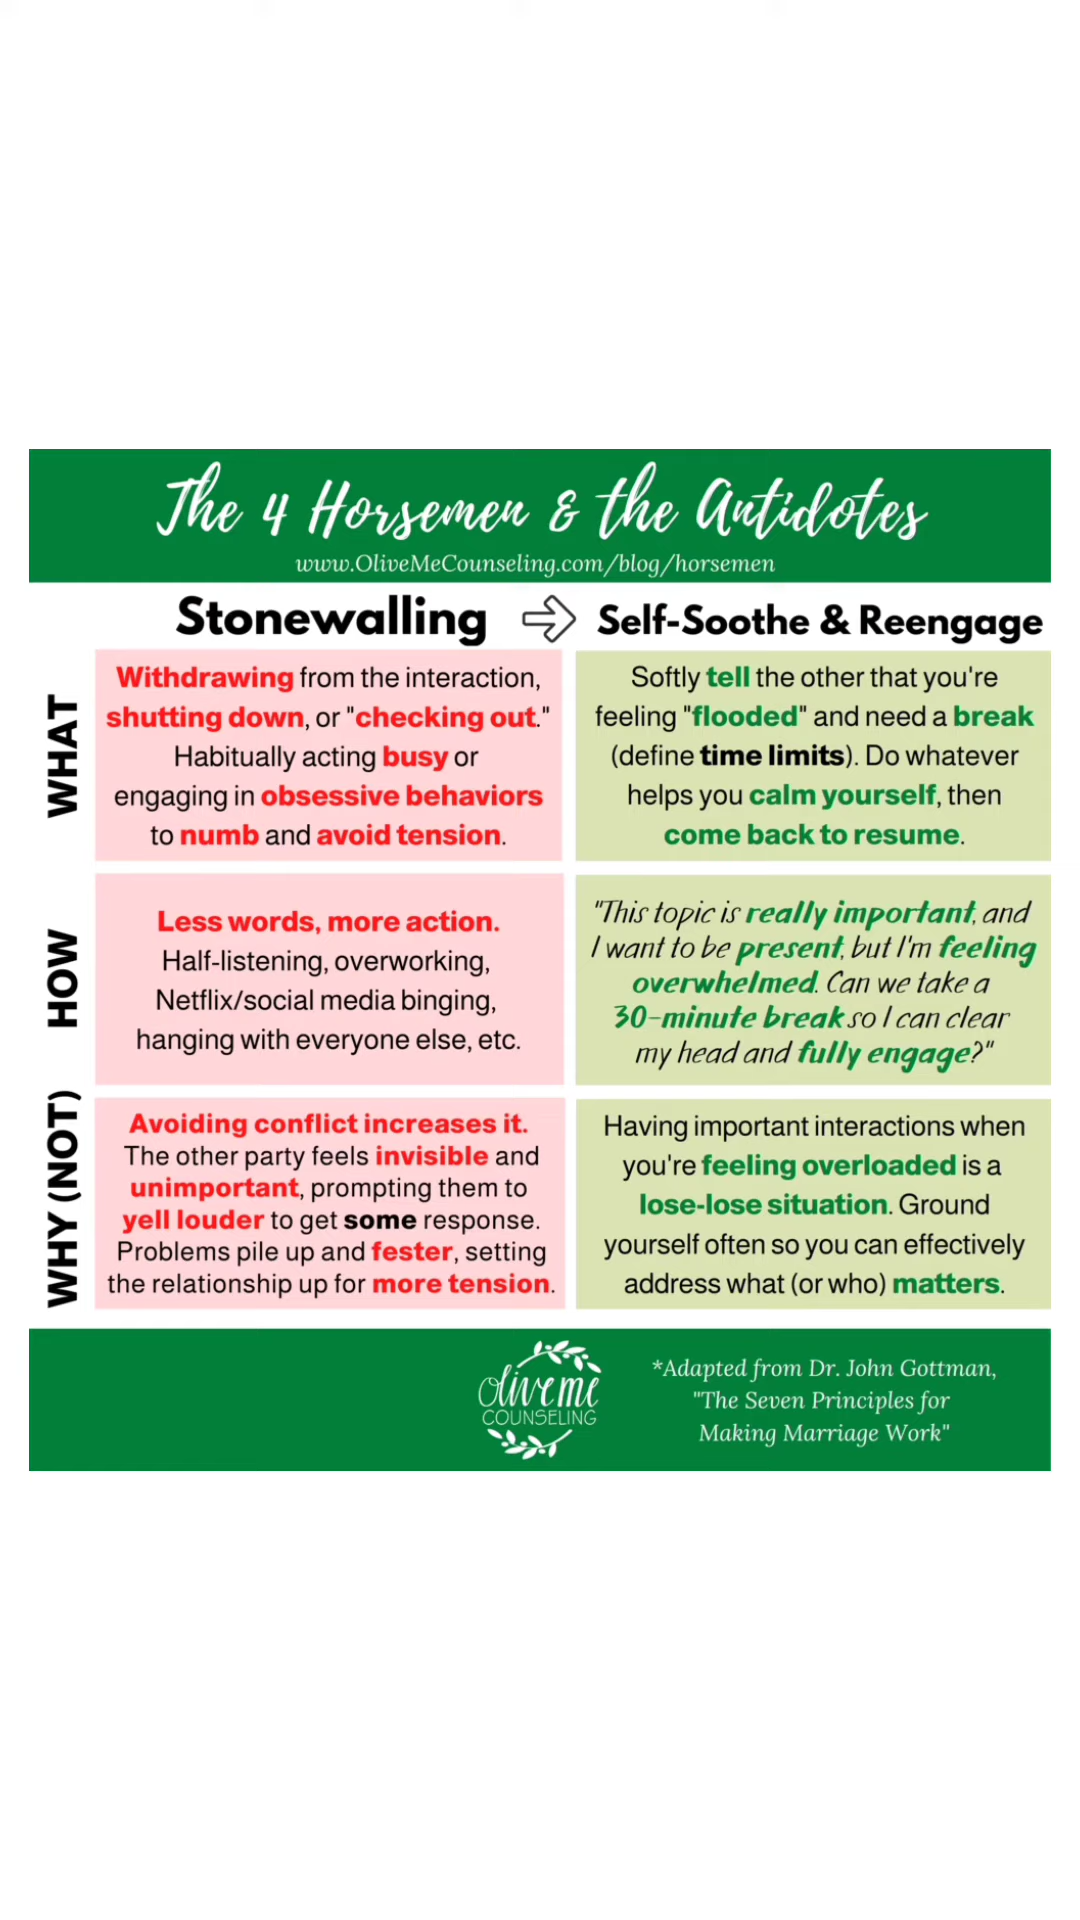 The 4 Horsemen & the Antidotes
www.OliveMeCounseling.com/blog/horsemen
Stonewalling
Self-Soothe & Reengage
WHAT
Withdrawing from the interaction,
shutting down, or "checking out."
Habitually acting busy or
engaging in obsessive behaviors
to numb and avoid tension.
Softly tell the other that you're
feeling "flooded" and need a break
(define time limits). Do whatever
helps you calm yourself, then
come back to resume.
HOW
Less words, more action.
Half-listening, overworking,
Netflix/social media binging,
hanging with everyone else, etc.
"This topic is really important, and
I want to be present, but I'm feeling
overwhelmed. Can we take a
30-minute break so I can clear
my head and fully engage?"
WHY (NOT)
Avoiding conflict increases it.
The other party feels invisible and
unimportant, prompting them to
yell louder to get some response.
Problems pile up and fester, setting
the relationship up for more tension.
Having important interactions when
you're feeling overloaded is a
lose-lose situation. Ground
yourself often so you can effectively
address what (or who) matters.
olive me
COUNSELING
*Adapted from Dr. John Gottman,
"The Seven Principles for
Making Marriage Work"